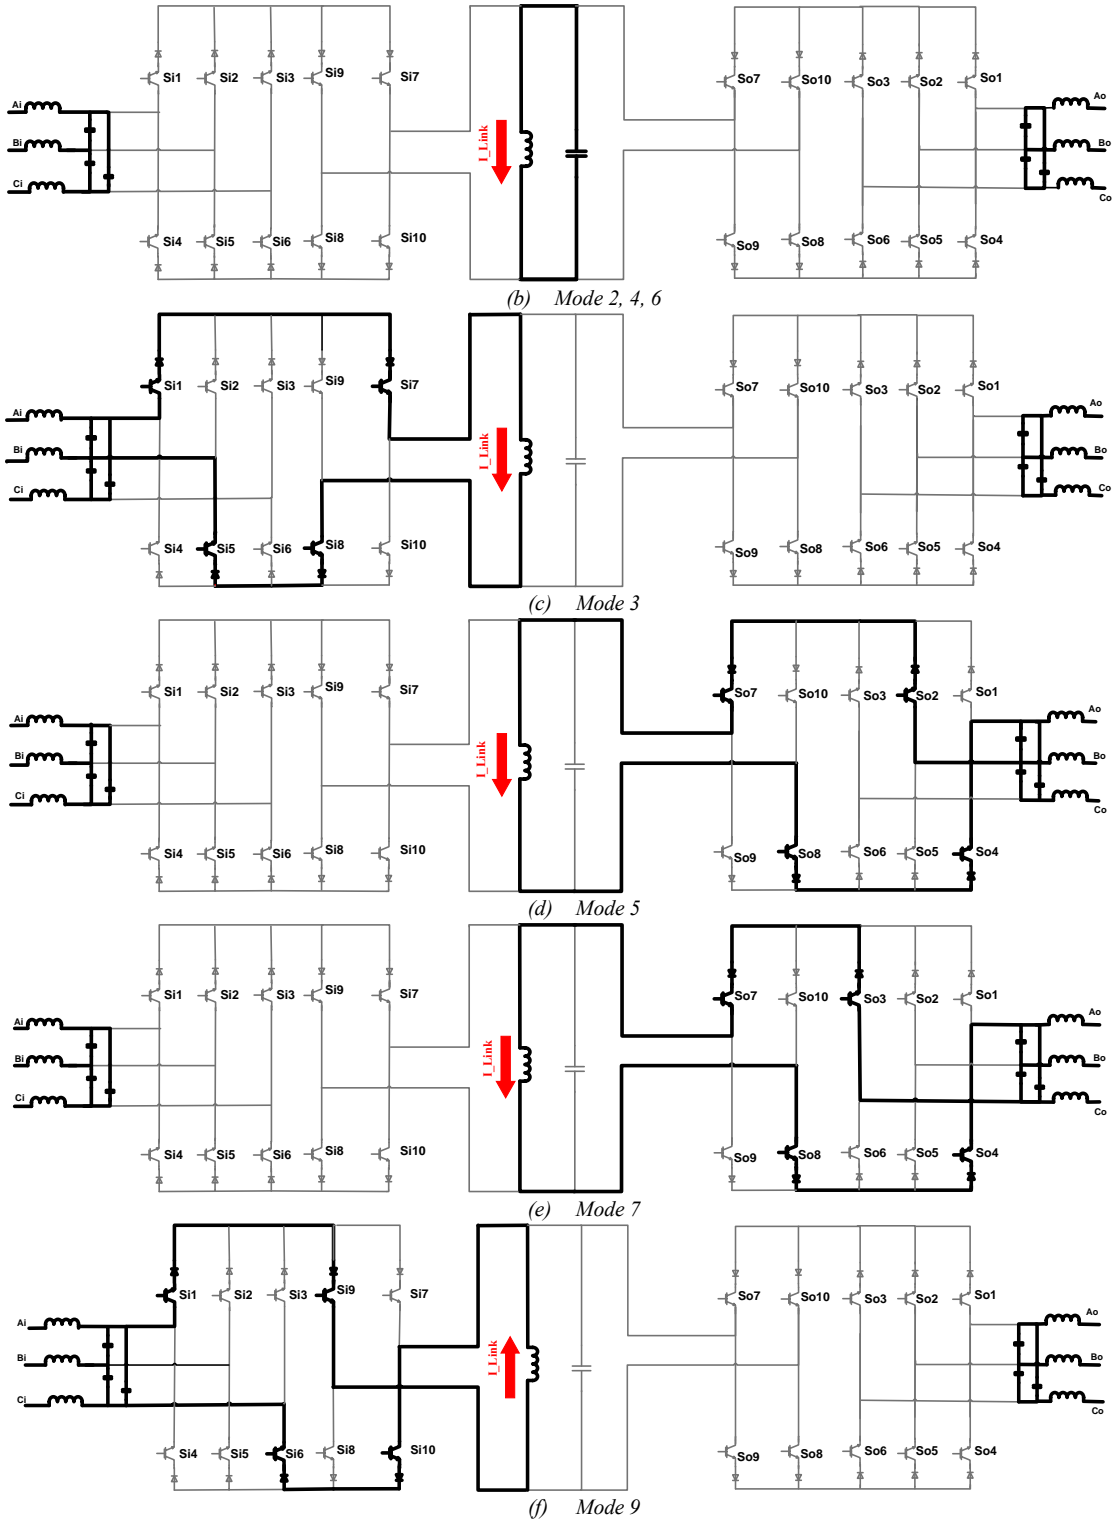 Si1 Si2 Si3 Si9 Si7 So7 So10 So3 So2 So1
Ai Ao
I_Link
Bi Bo
Ci Co
Si4 Si5 Si6 Si8 Si10 So9 So8 So6 So5 So4
(b) Mode 2, 4, 6
Si1 Si2 Si3 Si9 Si7 So7 So10 So3 So2 So1
Ai Ao
I_Link
Bi Bo
Ci Co
Si4 Si5 Si6 Si8 Si10 So9 So8 So6 So5 So4
(c) Mode 3
Si1 Si2 Si3 Si9 Si7 So7 So10 So3 So2 So1
Ai Ao
I_Link
Bi Bo
Ci Co
Si4 Si5 Si6 Si8 Si10 So9 So8 So6 So5 So4
(d) Mode 5
Si1 Si2 Si3 Si9 Si7 So7 So10 So3 So2 So1
Ai Ao
I_Link
Bi Bo
Ci Co
Si4 Si5 Si6 Si8 Si10 So9 So8 So6 So5 So4
(e) Mode 7
Si1 Si2 Si3 Si9 Si7 So7 So10 So3 So2 So1
Ai Ao
I_Link
Bi Bo
Ci Co
Si4 Si5 Si6 Si8 Si10 So9 So8 So6 So5 So4
(f) Mode 9